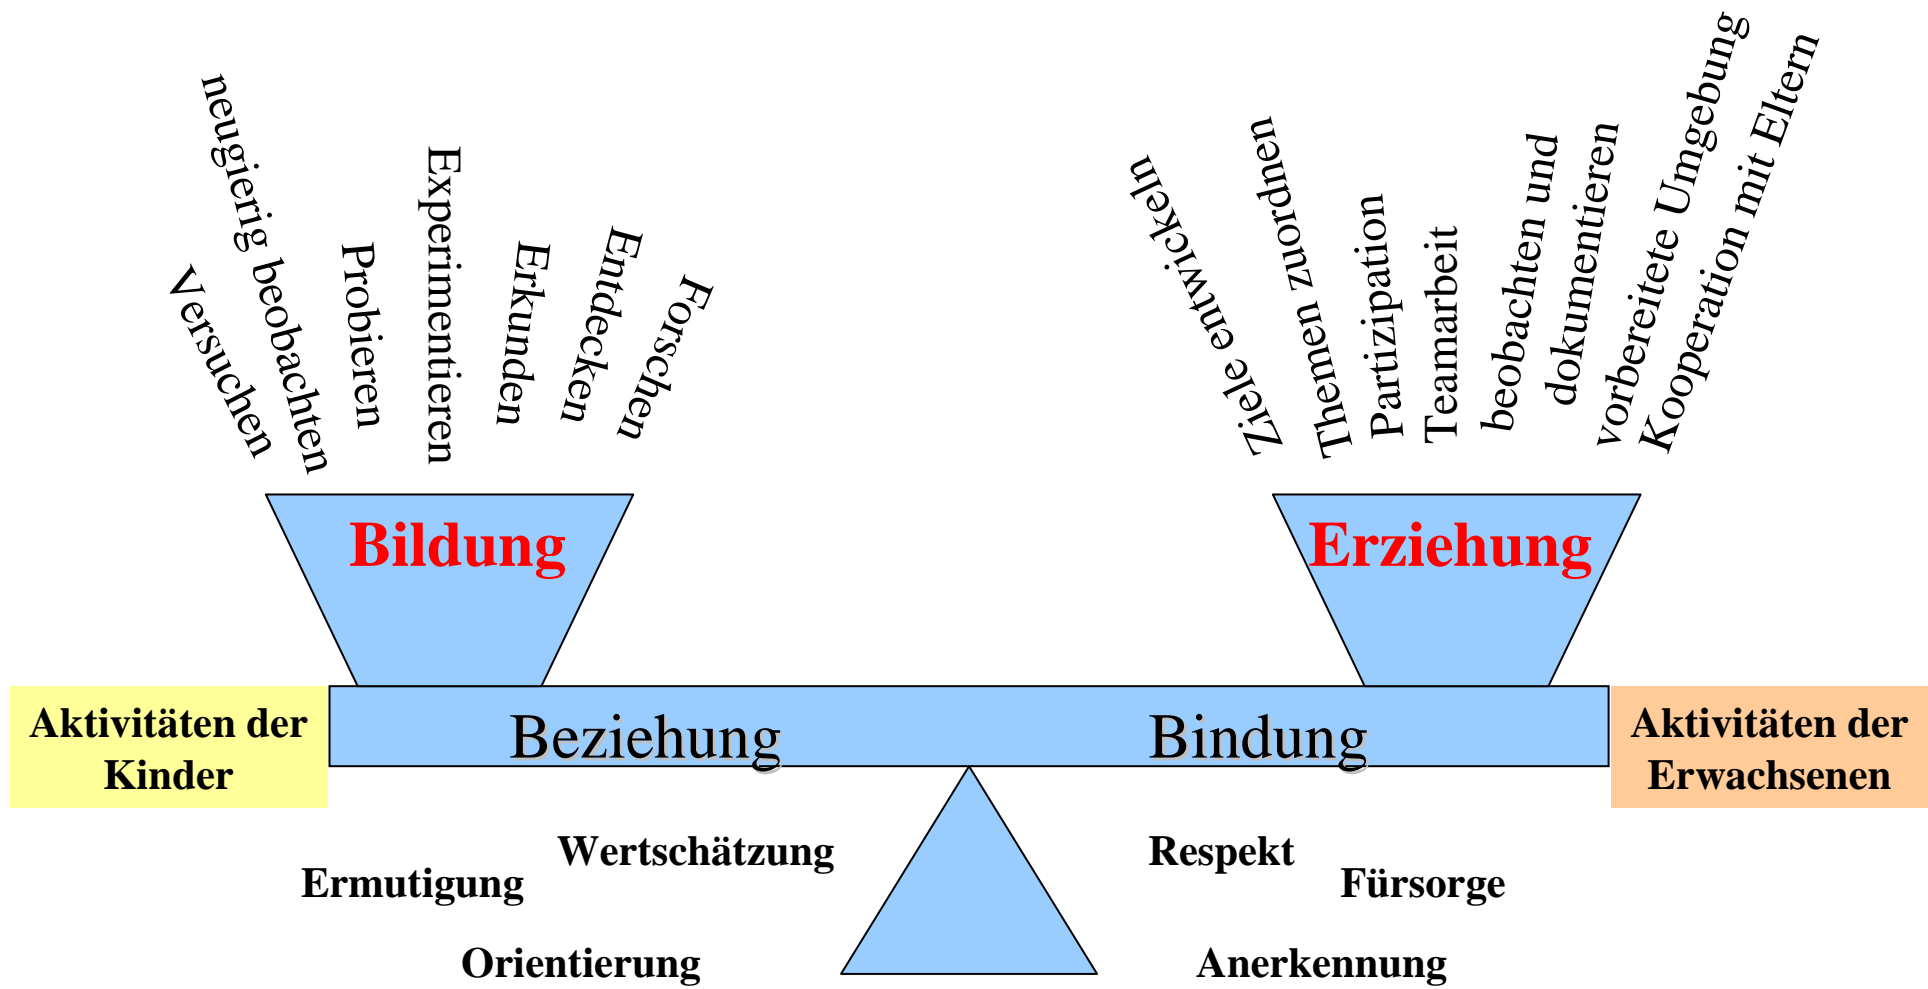 Versuchen
neugierig beobachten
Probieren
Experimentieren
Erkunden
Entdecken
Forschen
Ziele entwickeln
Themen zuordnen
Partizipation
Teamarbeit
beobachten und
dokumentieren
vorbereitete Umgebung
Kooperation mit Eltern
Bildung
Erziehung
Aktivitäten der
Kinder
Beziehung
Bindung
Aktivitäten der
Erwachsenen
Wertschätzung
Respekt
Ermutigung
Fürsorge
Orientierung
Anerkennung